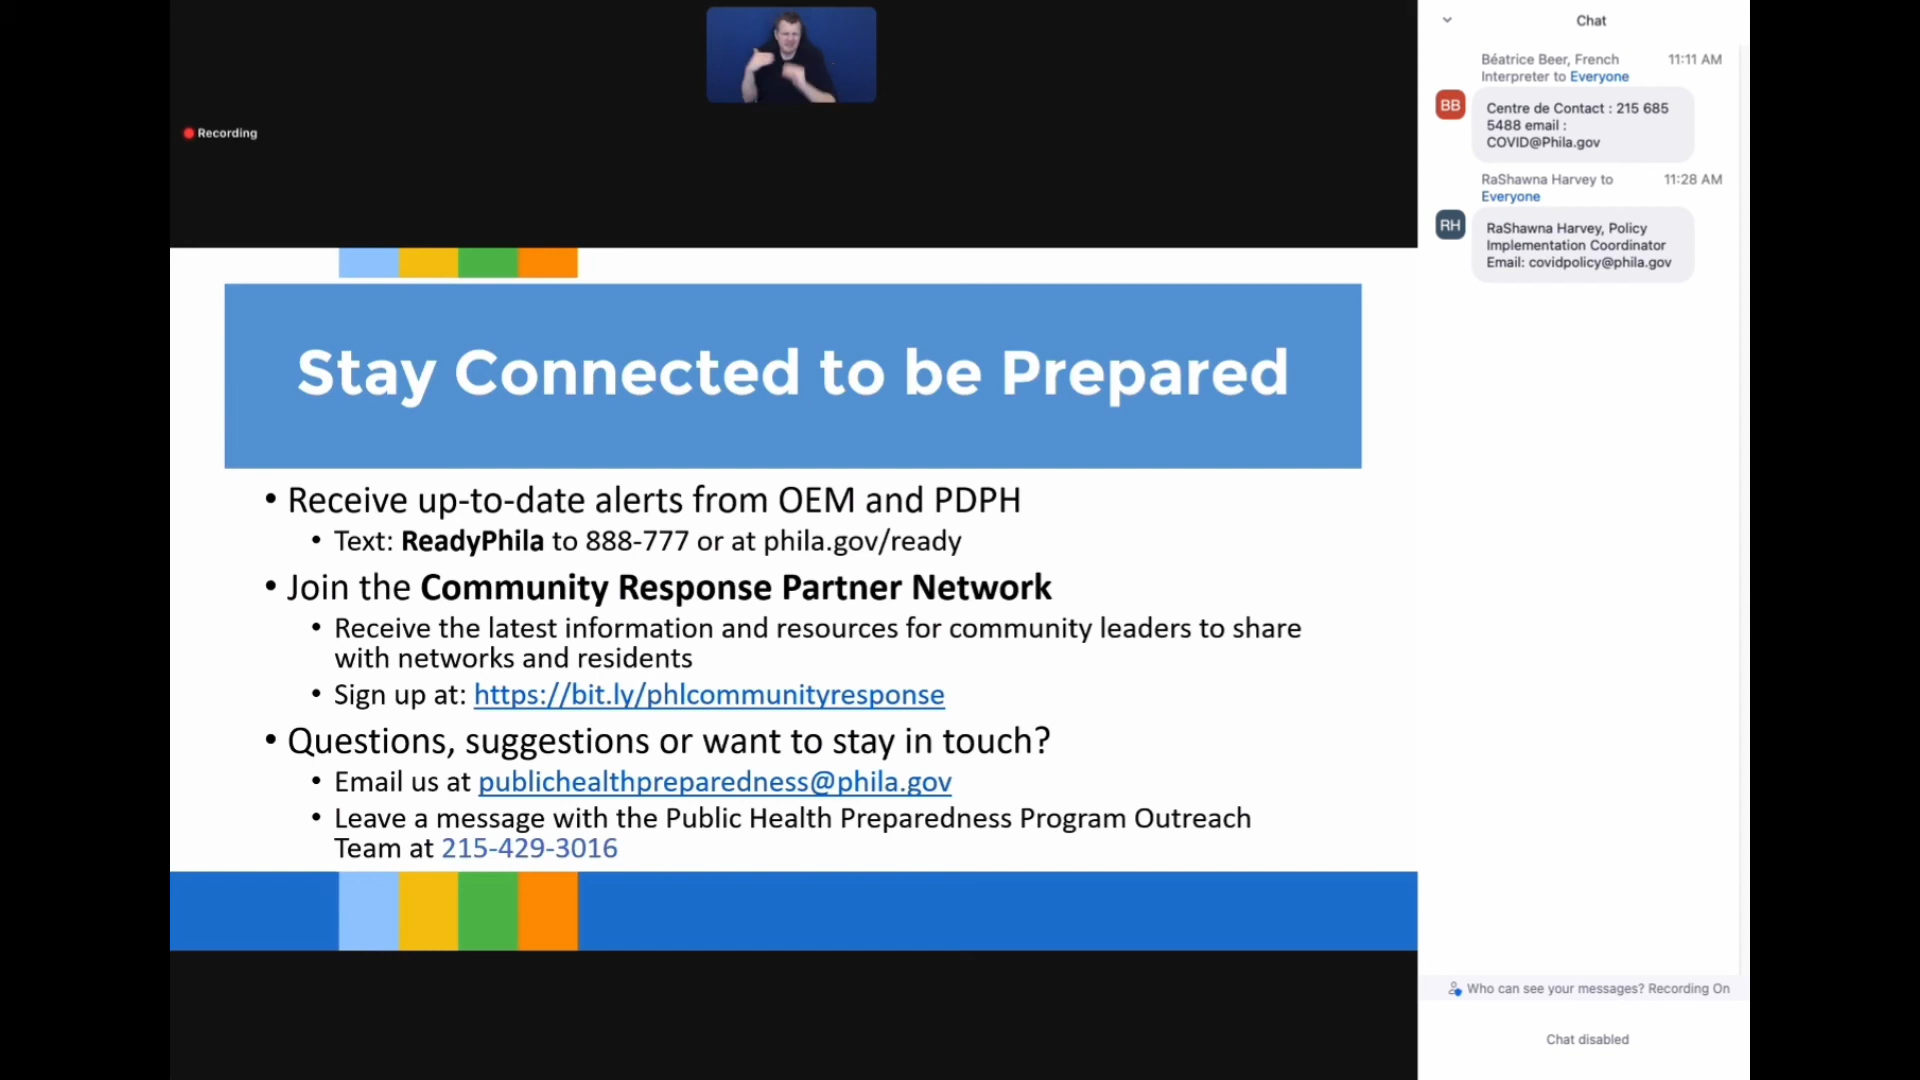 Recording
Stay Connected to be Prepared
• Receive up-to-date alerts from OEM and PDPH
• Text: ReadyPhila to 888-777 or at phila.gov/ready
• Join the Community Response Partner Network
• Receive the latest information and resources for community leaders to share
with networks and residents
• Sign up at: https://bit.ly/phlcommunityresponse
• Questions, suggestions or want to stay in touch?
• Email us at publichealthpreparedness@phila.gov
• Leave a message with the Public Health Preparedness Program Outreach
Team at 215-429-3016
Chat
Béatrice Beer, French 11:11 AM
Interpreter to Everyone
BB
Centre de Contact : 215 685
5488 email :
COVID@Phila.gov
RaShawna Harvey to 11:28 AM
Everyone
RH
RaShawna Harvey, Policy
Implementation Coordinator
Email: covidpolicy@phila.gov
Who can see your messages? Recording On
Chat disabled